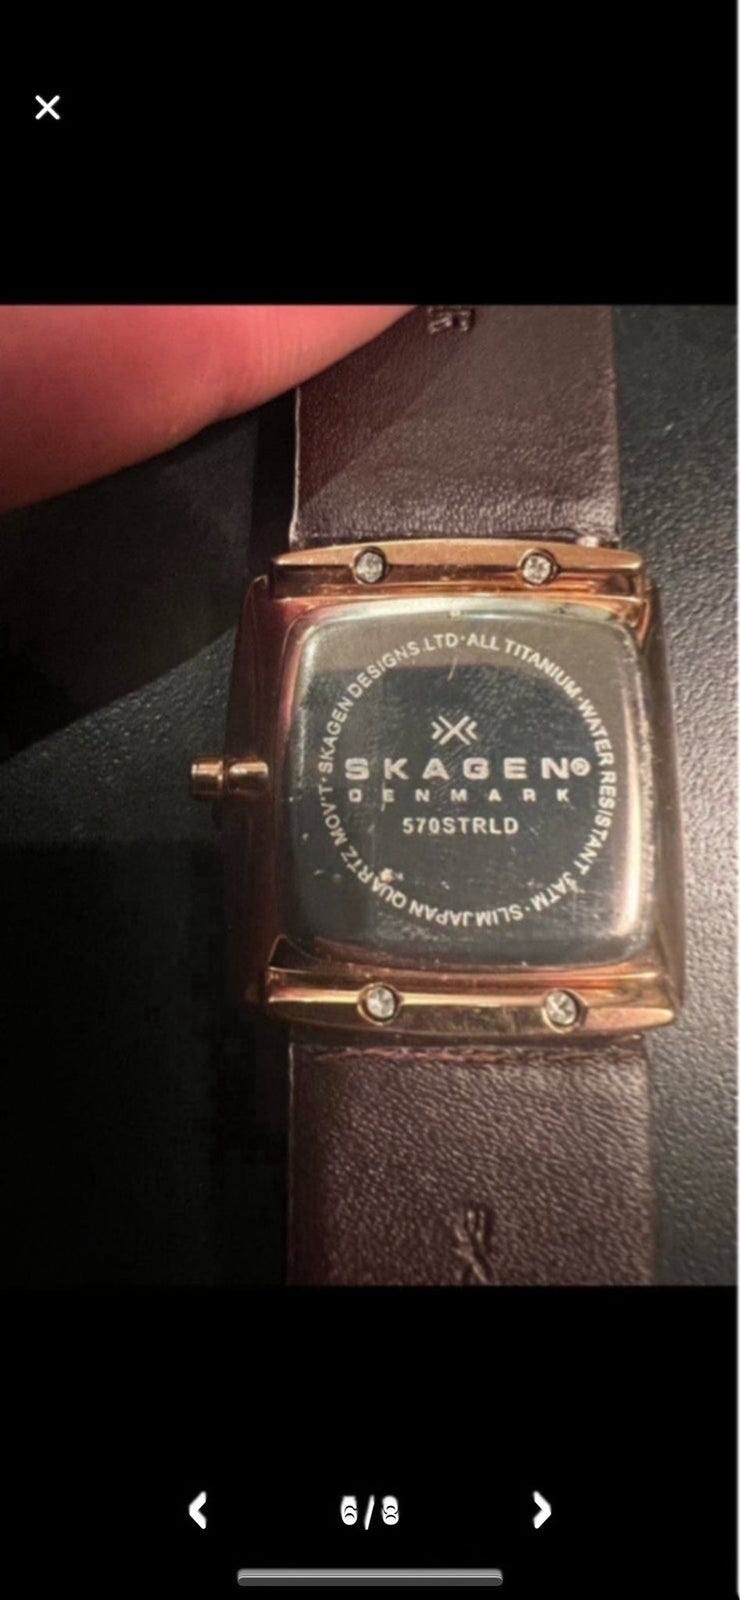 SKAGEN DESIGNS.LTD·ALL TITANIUM·WATER RESISTANT 3ATM·SLIM JAPAN QUARTZ MOV'T·
SKAGEN®
DENMARK
570STRLD